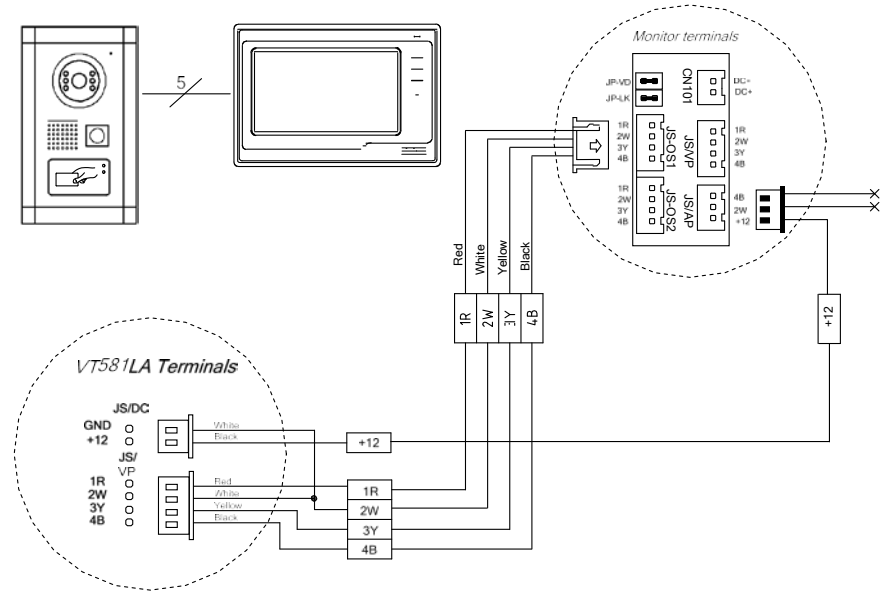 5
Monitor terminals
JP-VD
JP-LK
CN101
DC-
DC+
1R
2W
3Y
4B
JS-OS1
JS/VP
1R
2W
3Y
4B
1R
2W
3Y
4B
JS-OS2
JS/AP
4B
2W
+12
Red
White
Yellow
Black
1R
2W
3Y
4B
+12
VT581LA Terminals
JS/DC
GND
+12
White
Black
+12
JS/
VP
1R
2W
3Y
4B
Red
White
Yellow
Black
1R
2W
3Y
4B